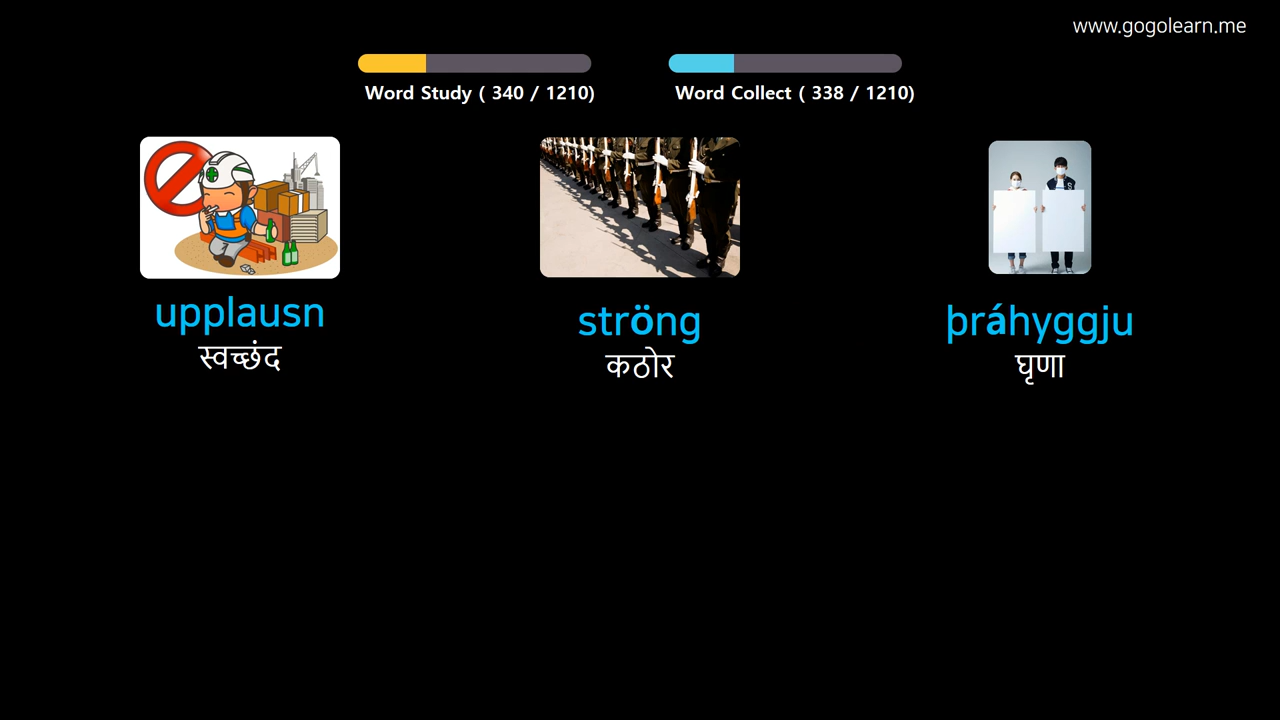 www.gogolearn.me
Word Study ( 340 / 1210)
Word Collect ( 338 / 1210)
upplausn
स्वच्छंद
ströng
कठोर
þráhyggju
घृणा